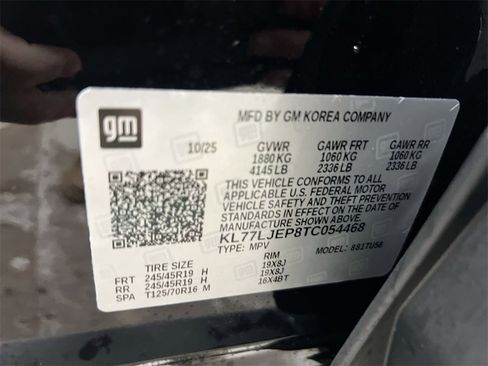 gm
MFD BY GM KOREA COMPANY
10/25 GVWR GAWR FRT GAWR RR
1880 KG 1060 KG 1060 KG
4145 LB 2336 LB 2336 LB
THIS VEHICLE CONFORMS TO ALL
APPLICABLE U.S. FEDERAL MOTOR
VEHICLE SAFETY AND THEFT PREVENTION
STANDARDS IN EFFECT ON THE DATE OF
MANUFACTURE SHOWN ABOVE.
KL77LJEP8TC054468
TYPE: MPV MODEL: 881TU58
TIRE SIZE RIM
FRT 245/45R19 H 19X8J
RR 245/45R19 H 19X8J
SPA T125/70R16 M 16X4BT